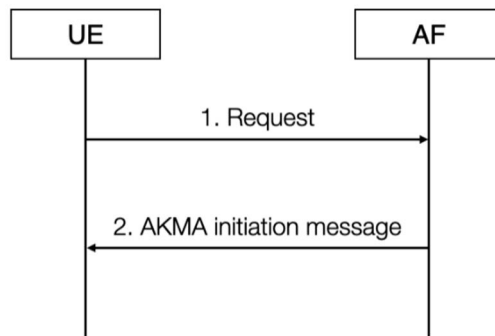 UE
AF
1. Request
2. AKMA initiation message